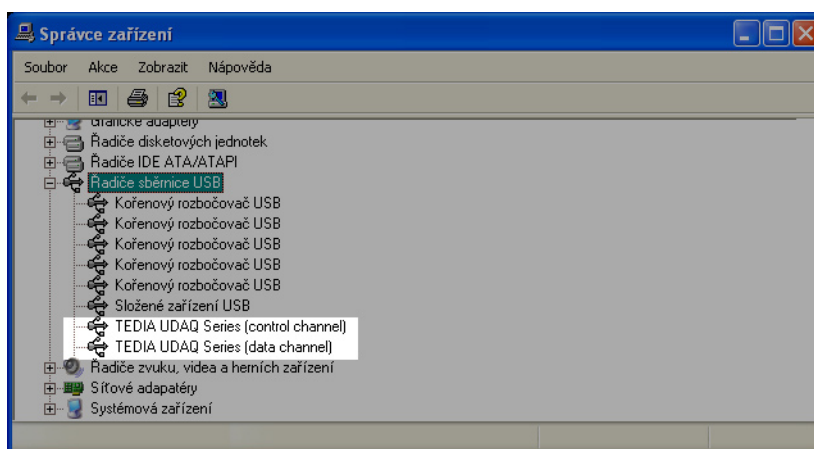 Správce zařízení
Soubor Akce Zobrazit Nápověda
Grafické adaptéry
Řadiče disketových jednotek
Řadiče IDE ATA/ATAPI
Řadiče sběrnice USB
Kořenový rozbočovač USB
Kořenový rozbočovač USB
Kořenový rozbočovač USB
Kořenový rozbočovač USB
Kořenový rozbočovač USB
Složené zařízení USB
TEDIA UDAQ Series (control channel)
TEDIA UDAQ Series (data channel)
Řadiče zvuku, videa a herních zařízení
Síťové adapatéry
Systémová zařízení